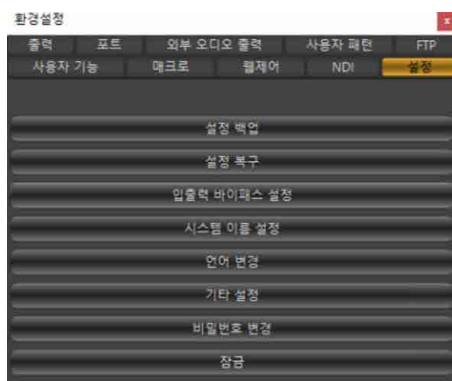 환경설정
x
출력 포트 외부 오디오 출력 사용자 패턴 FTP
사용자 기능 매크로 웹제어 NDI 설정
설정 백업
설정 복구
입출력 바이패스 설정
시스템 이름 설정
언어 변경
기타 설정
비밀번호 변경
잠금